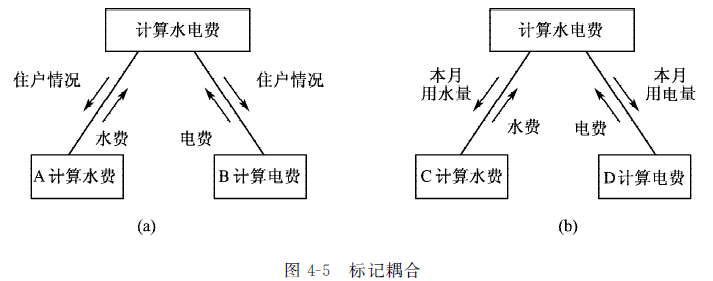 计算水电费
住户情况
住户情况
水费
电费
A计算水费
B计算电费
(a)
计算水电费
本月
用水量
本月
用电量
水费
电费
C计算水费
D计算电费
(b)
图 4-5 标记耦合